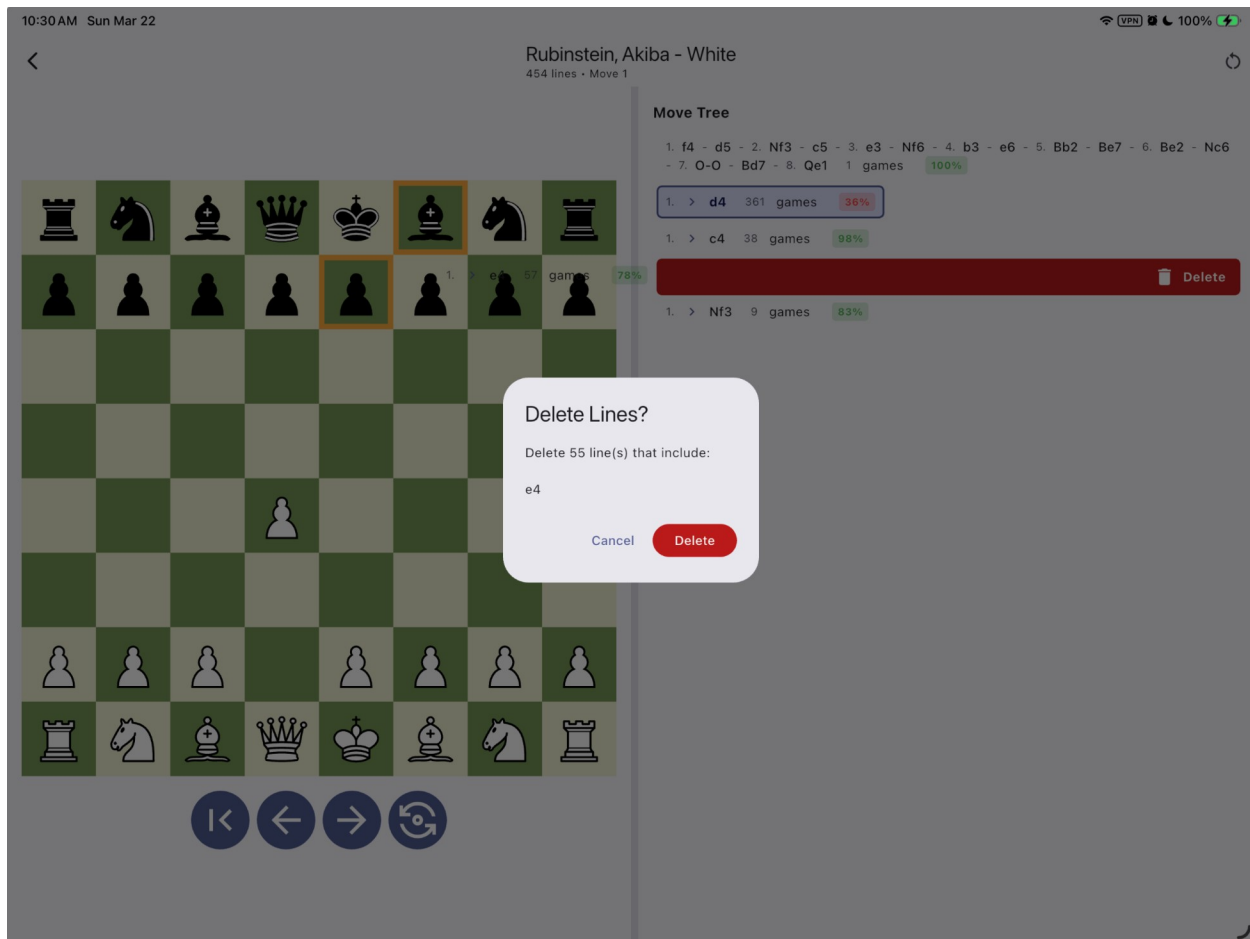 10:30 AM Sun Mar 22
VPN 100%
Rubinstein, Akiba - White
454 lines • Move 1
Move Tree
1. f4 - d5 - 2. Nf3 - c5 - 3. e3 - Nf6 - 4. b3 - e6 - 5. Bb2 - Be7 - 6. Be2 - Nc6
- 7. O-O - Bd7 - 8. Qe1 1 games 100%
1. > d4 361 games 36%
1. > c4 38 games 98%
1. > e4 57 games 78%
Delete
1. > Nf3 9 games 83%
Delete Lines?
Delete 55 line(s) that include:
e4
Cancel Delete